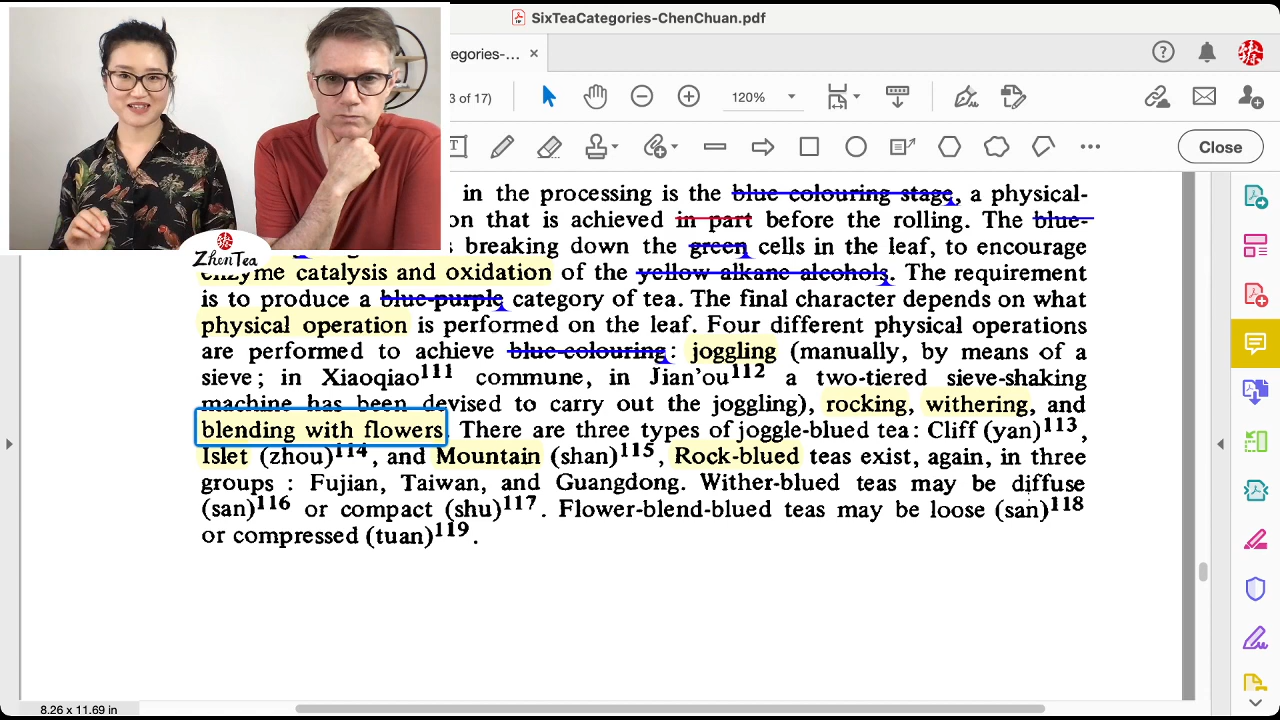 SixTeaCategories-ChenChuan.pdf
egories-...
3 of 17)
120%
Close
in the processing is the blue colouring stage, a physical-
on that is achieved in part before the rolling. The blue-
breaking down the green cells in the leaf, to encourage
enzyme catalysis and oxidation of the yellow alkane alcohols. The requirement
is to produce a blue-purple category of tea. The final character depends on what
physical operation is performed on the leaf. Four different physical operations
are performed to achieve blue-colouring: joggling (manually, by means of a
sieve; in Xiaoqiao111 commune, in Jian'ou112 a two-tiered sieve-shaking
machine has been devised to carry out the joggling), rocking, withering, and
blending with flowers. There are three types of joggle-blued tea: Cliff (yan)113,
Islet (zhou)114, and Mountain (shan)115, Rock-blued teas exist, again, in three
groups : Fujian, Taiwan, and Guangdong. Wither-blued teas may be diffuse
(san)116 or compact (shu)117. Flower-blend-blued teas may be loose (san)118
or compressed (tuan)119.
ZhenTea
8.26 x 11.69 in